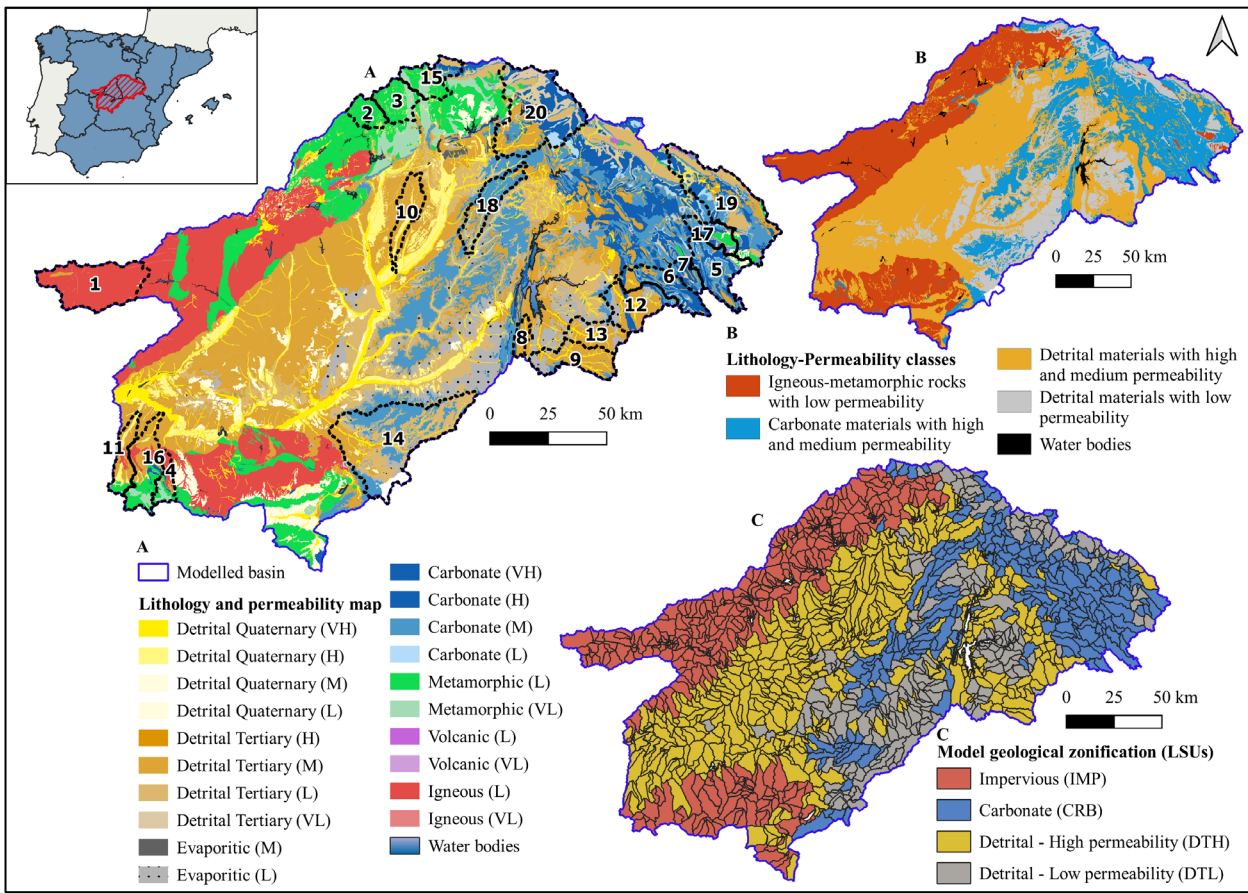 A
15
3
2
20
10
18
19
17
1
7
6
5
12
13
8
9
14
11
16
4
0 25 50 km
B
0 25 50 km
B
Lithology-Permeability classes
Igneous-metamorphic rocks
with low permeability
Carbonate materials with high
and medium permeability
Detrital materials with high
and medium permeability
Detrital materials with low
permeability
Water bodies
A
Modelled basin
Lithology and permeability map
Detrital Quaternary (VH)
Detrital Quaternary (H)
Detrital Quaternary (M)
Detrital Quaternary (L)
Detrital Tertiary (H)
Detrital Tertiary (M)
Detrital Tertiary (L)
Detrital Tertiary (VL)
Evaporitic (M)
Evaporitic (L)
Carbonate (VH)
Carbonate (H)
Carbonate (M)
Carbonate (L)
Metamorphic (L)
Metamorphic (VL)
Volcanic (L)
Volcanic (VL)
Igneous (L)
Igneous (VL)
Water bodies
C
0 25 50 km
C
Model geological zonification (LSUs)
Impervious (IMP)
Carbonate (CRB)
Detrital - High permeability (DTH)
Detrital - Low permeability (DTL)